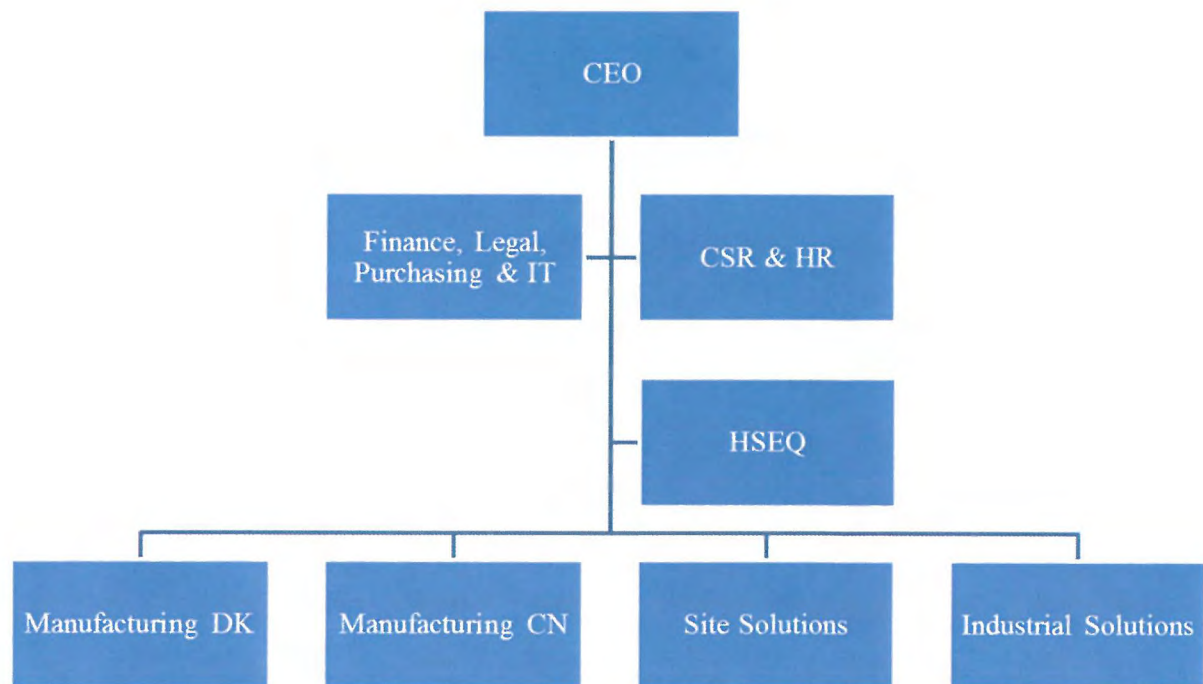 CEO
Finance, Legal,
Purchasing & IT
CSR & HR
HSEQ
Manufacturing DK
Manufacturing CN
Site Solutions
Industrial Solutions